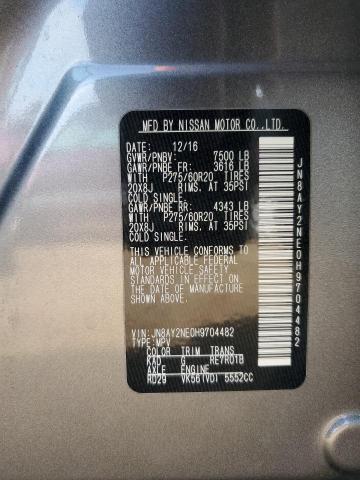 MFD BY NISSAN MOTOR CO.,LTD.
DATE: 12/16
GVWR/PNBV: 7500 LB
GAWR/PNBE FR: 3616 LB
WITH P275/60R20 TIRES
20X8J RIMS. AT 35PSI
COLD SINGLE.
GAWR/PNBE RR: 4343 LB
WITH P275/60R20 TIRES
20X8J RIMS. AT 35PSI
COLD SINGLE.
THIS VEHICLE CONFORMS TO
ALL APPLICABLE FEDERAL
MOTOR VEHICLE SAFETY
STANDARDS IN EFFECT ON
THE DATE OF MANUFACTURE
SHOWN ABOVE.
VIN: JN8AY2NE0H9704482
TYPE: MPV
COLOR TRIM TRANS
KAD G RE7R01B
AXLE ENGINE
RD29 VK56(VD) 5552CC
JN8AY2NE0H9704482